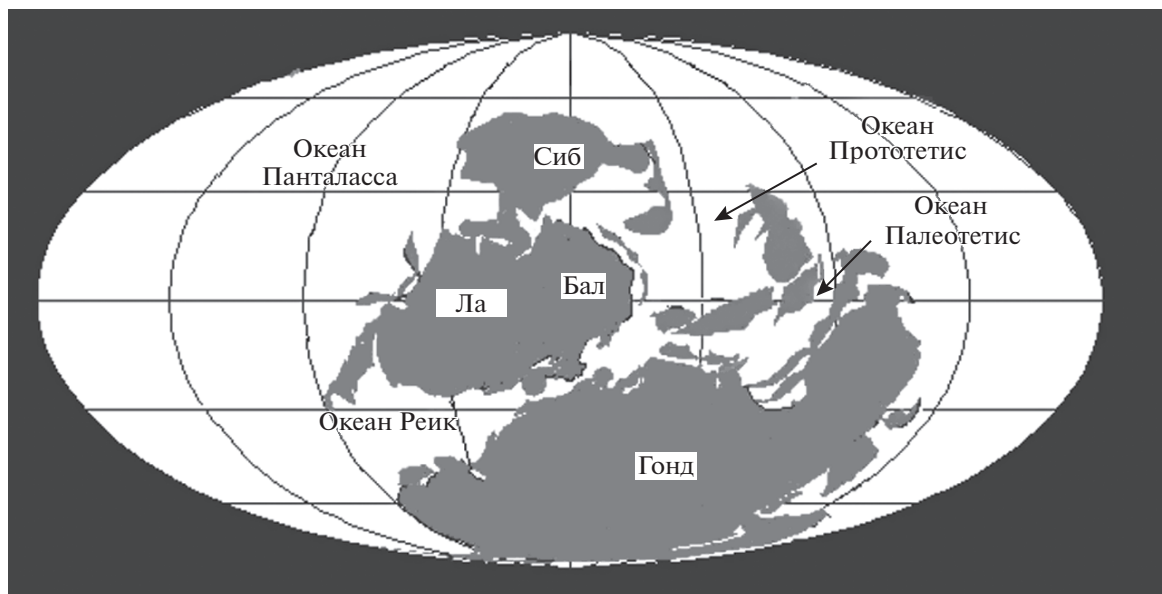 Океан
Панталасса
Сиб
Океан
Прототетис
Океан
Палеотетис
Ла
Бал
Океан Реик
Гонд